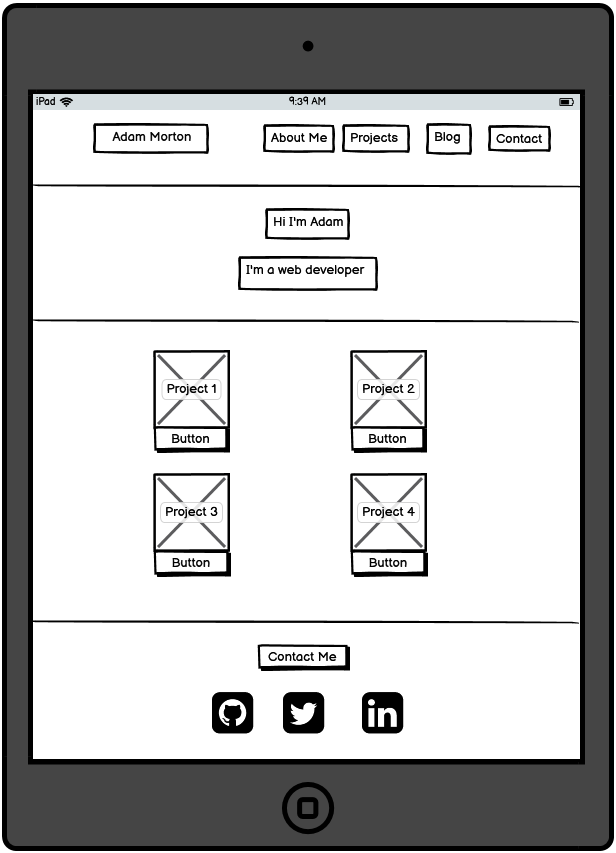 iPad 9:39 AM
Adam Morton About Me Projects Blog Contact
Hi I'm Adam
I'm a web developer
Project 1 Project 2
Button Button
Project 3 Project 4
Button Button
Contact Me
in